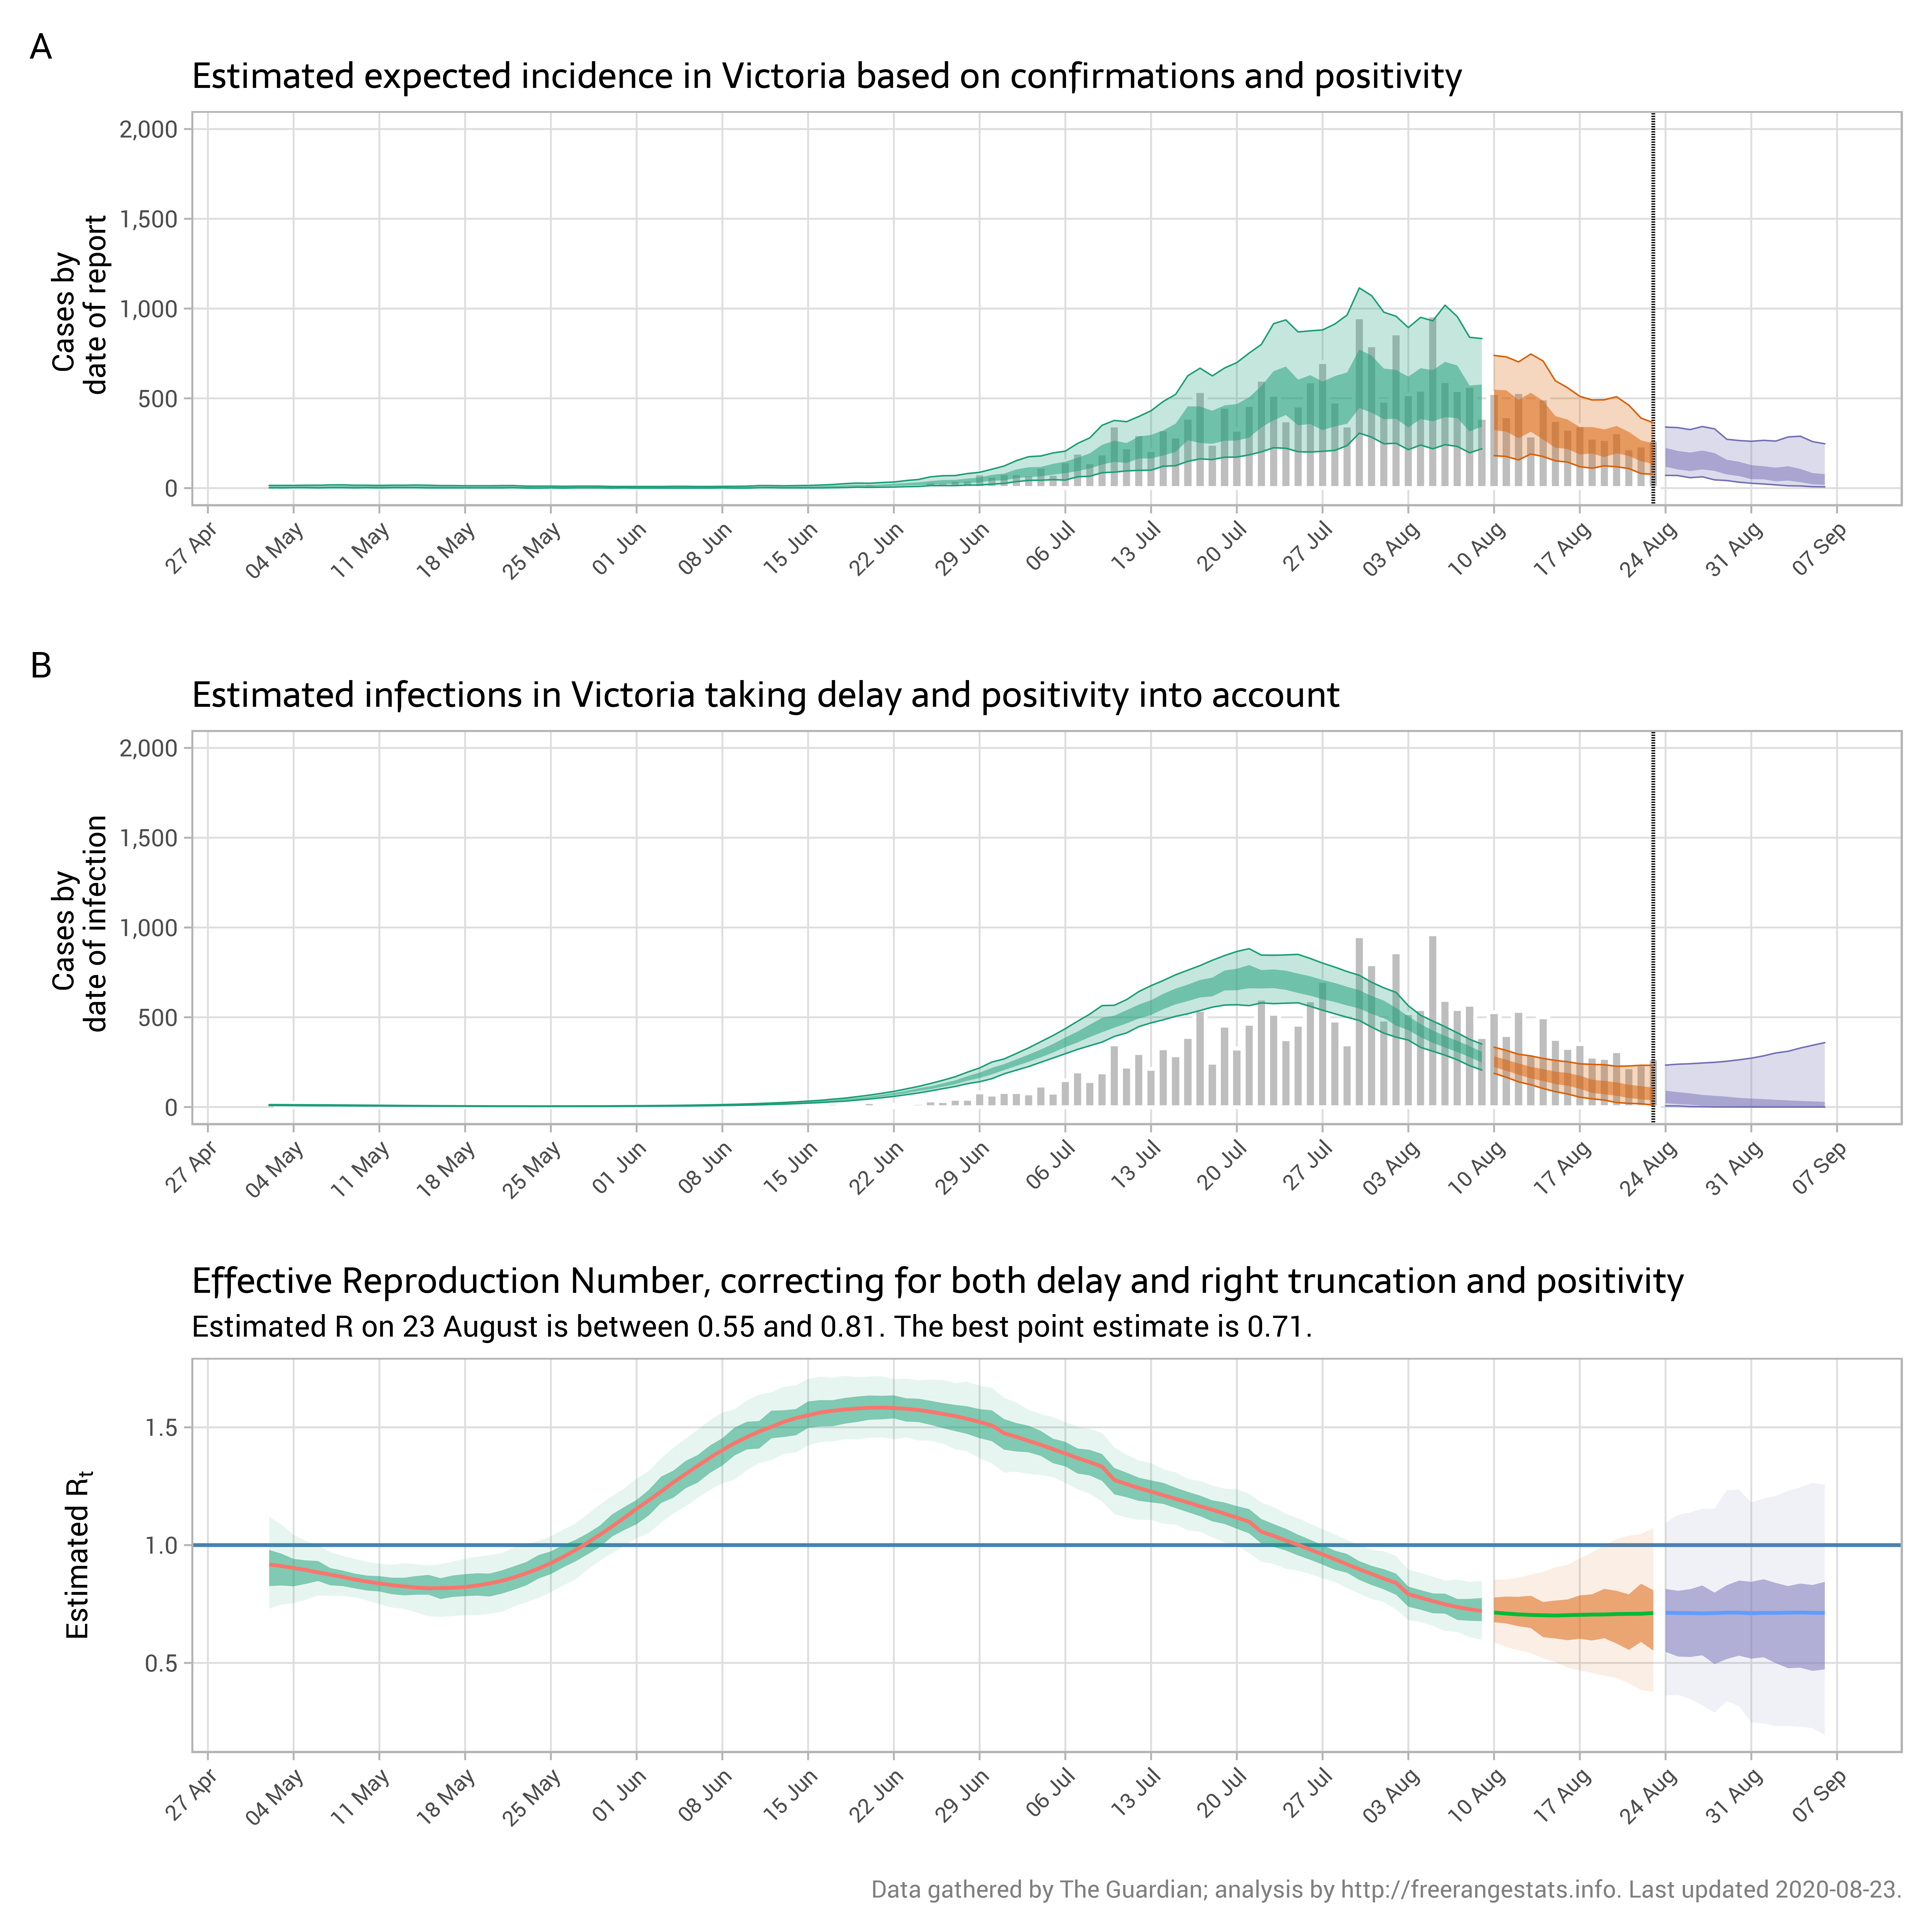 A
Estimated expected incidence in Victoria based on confirmations and positivity
Cases by
date of report
2,000
1,500
1,000
500
0
27 Apr 04 May 11 May 18 May 25 May 01 Jun 08 Jun 15 Jun 22 Jun 29 Jun 06 Jul 13 Jul 20 Jul 27 Jul 03 Aug 10 Aug 17 Aug 24 Aug 31 Aug 07 Sep
B
Estimated infections in Victoria taking delay and positivity into account
Cases by
date of infection
2,000
1,500
1,000
500
0
27 Apr 04 May 11 May 18 May 25 May 01 Jun 08 Jun 15 Jun 22 Jun 29 Jun 06 Jul 13 Jul 20 Jul 27 Jul 03 Aug 10 Aug 17 Aug 24 Aug 31 Aug 07 Sep
Effective Reproduction Number, correcting for both delay and right truncation and positivity
Estimated R on 23 August is between 0.55 and 0.81. The best point estimate is 0.71.
Estimated Rt
1.5
1.0
0.5
27 Apr 04 May 11 May 18 May 25 May 01 Jun 08 Jun 15 Jun 22 Jun 29 Jun 06 Jul 13 Jul 20 Jul 27 Jul 03 Aug 10 Aug 17 Aug 24 Aug 31 Aug 07 Sep
Data gathered by The Guardian; analysis by http://freerangestats.info. Last updated 2020-08-23.